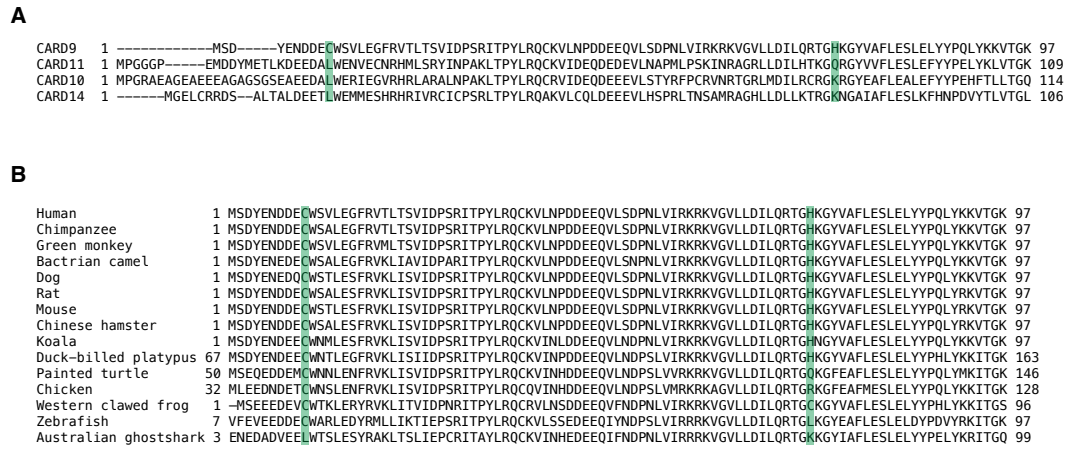 A
CARD9 1 ––––––––––––MSD–––––YENDDECWSVLEGFRVTLTSVIDPSRITPYLRQCKVLNPDDEEQVLSDPNLVIRKRKVGVLLDILQRTGHKGYVAFLESLELYYPQLYKKVTGK 97
CARD11 1 MPGGGP–––––EMDDYMETLKDEEDALWENVECNRHMLSRYINPAKLTPYLRQCKVIDEQDEDEVLNAPMLPSKINRAGRLLDILHTKGQRGYVVFLESLEFYYPELYKLVTGK 109
CARD10 1 MPGRAEAGEAEEEAGAGSGSEAEEDALWERIEGVRHRLARALNPAKLTPYLRQCRVIDEQDEEEVLSTYRFPCRVNRTGRLMDILRCRGKRGYEAFLEALEFYYPEHFTLLTGQ 114
CARD14 1 ––––––MGELCRRDS––ALTALDEETLWEMMESHRHRIVRCICPSRLTPYLRQAKVLCQLDEEEVLHSPRLTNSAMRAGHLLDLLKTRGKNGAIAFLESLKFHNPDVYTLVTGL 106
B
Human 1 MSDYENDDECWSVLEGFRVTLTSVIDPSRITPYLRQCKVLNPDDEEQVLSDPNLVIRKRKVGVLLDILQRTGHKGYVAFLESLELYYPQLYKKVTGK 97
Chimpanzee 1 MSDYENDDECWSALEGFRVTLTSVIDPSRITPYLRQCKVLNPDDEEQVLSDPNLVIRKRKVGVLLDILQRTGHKGYVAFLESLELYYPQLYKKVTGK 97
Green monkey 1 MSDYENDDECWSVLEGFRVMLTSVIDPSRITPYLRQCKVLNPDDEEQVLSDPNLVIRKRKVGVLLDILQRTGHKGYVAFLESLELYYPQLYKKVTGK 97
Bactrian camel 1 MSDYENEDECWSALEGFRVKLIAVIDPARITPYLRQCKVLNPDDEEQVLSNPNLVIRKRKVGVLLDILQRTGHKGYVAFLESLELYYPQLYKKVTGK 97
Dog 1 MSDYENEDQCWSTLESFRVKLISVIDPSRITPYLRQCKVLNPDDEEQVLSDPNLVIRKRKVGVLLDILQRTGHKGYVAFLESLELYYPQLYKKVTGK 97
Rat 1 MSDYENDDECWSALESFRVKLISVIDPSRITPYLRQCKVLNPDDEEQVLSDPNLVIRKRKVGVLLDILQRTGHKGYVAFLESLELYYPQLYRKVTGK 97
Mouse 1 MSDYENDDECWSTLESFRVKLISVIDPSRITPYLRQCKVLNPDDEEQVLSDPNLVIRKRKVGVLLDILQRTGHKGYVAFLESLELYYPQLYRKVTGK 97
Chinese hamster 1 MSDYENDDECWSALESFRVKLISVIDPSRITPYLRQCKVLNPDDEEQVLSDPNLVIRKRKVGVLLDILQRTGHKGYVAFLESLELYYPQLYKKVTGK 97
Koala 1 MSDYENDEECWNMLESFRVKLISVIDPSRITPYLRQCKVINLDDEEQVLNDPNLVIRKRKVGVLLDILQRTGHNGYVAFLESLELYYPQLYKKVTGK 97
Duck–billed platypus 67 MSDYENDEECWNTLEGFRVKLISIIDPSRITPYLRQCKVINPDDEEQVLNDPSLVIRKRKVGVLLDILQRTGHKGYVAFLESLELYYPHLYKKITGK 163
Painted turtle 50 MSEQEDDEMCWNNLENFRVKLISVIDPSRITPYLRQCKVINHDDEEQVLNDPSLVVRKRKVGVLLDILQRTGQKGFEAFLESLELYYPQLYMKITGK 146
Chicken 32 MLEEDNDETCWNSLENFRVKLISVIDPSRITPYLRQCQVINHDDEEQVLNDPSLVMRKRKAGVLLDILQRTGRKGFEAFMESLELYYPQLYKKITGK 128
Western clawed frog 1 –MSEEEDEVCWTKLERYRVKLITVIDPNRITPYLRQCRVLNSDDEEQVFNDPNLVIRKRKVGVLLDILQRTGCKGYVAFLESLELYYPHLYKKITGS 96
Zebrafish 7 VFEVEEDDECWARLEDYRMLLIKTIEPSRITPYLRQCKVLSSEDEEQIYNDPSLVIRRRKVGVLLDILQRTGLKGYVAFLESLELDYPDVYRKITGK 97
Australian ghostshark 3 ENEDADVEELWTSLESYRAKLTSLIEPCRITAYLRQCKVINHEDEEQIFNDPNLVIRRRKVGVLLDILQRTGKKGYIAFLESLELYYPELYKRITGQ 99